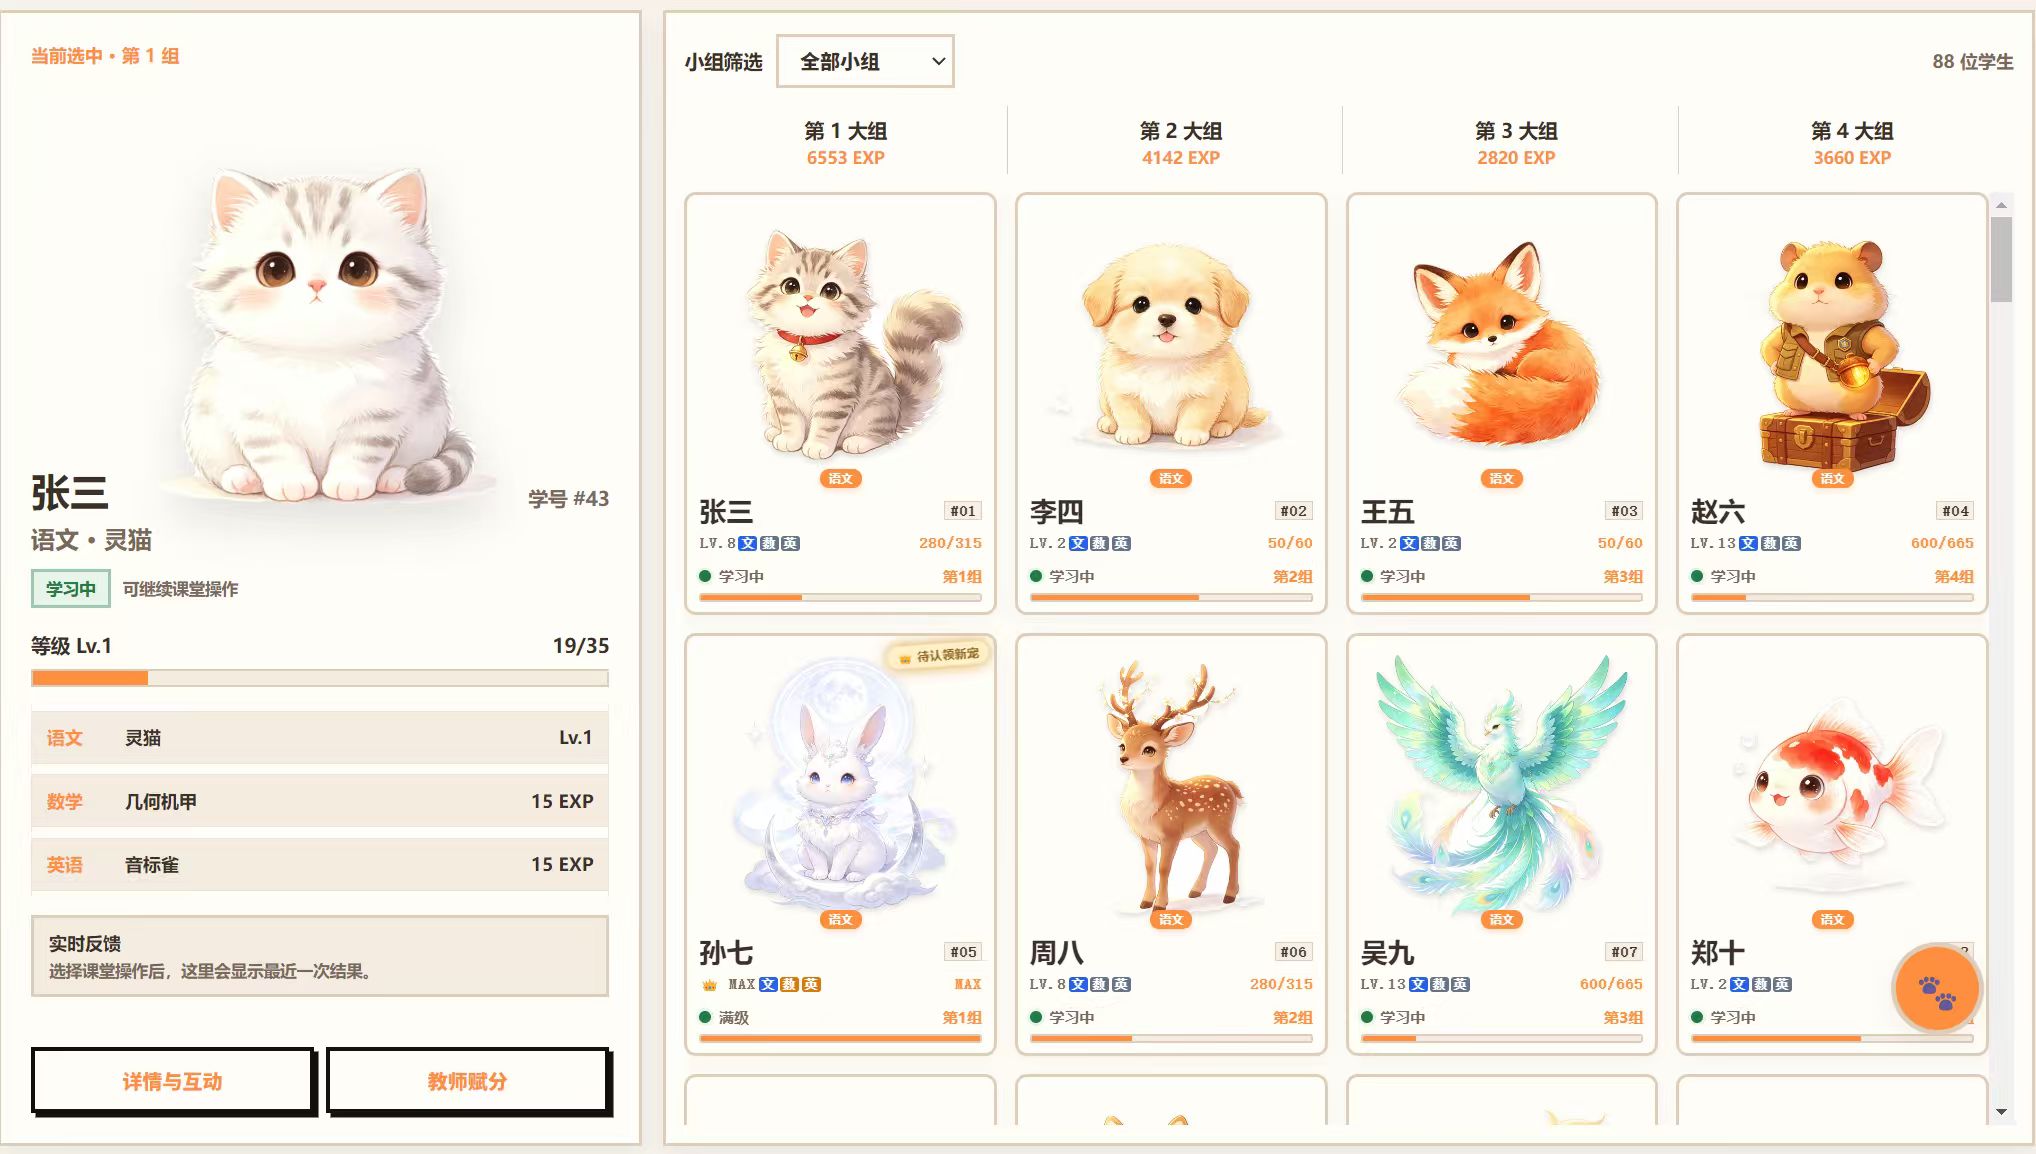 当前选中・第 1 组
张三
学号 #43
语文・灵猫
学习中 可继续课堂操作
等级 Lv.1 19/35
语文 灵猫 Lv.1
数学 几何机甲 15 EXP
英语 音标雀 15 EXP
实时反馈
选择课堂操作后，这里会显示最近一次结果。
详情与互动 教师赋分
小组筛选 全部小组 88 位学生
第 1 大组 第 2 大组 第 3 大组 第 4 大组
6553 EXP 4142 EXP 2820 EXP 3660 EXP
语文
张三 #01
LV.8 文 数 英 280/315
学习中 第1组
语文
李四 #02
LV.2 文 数 英 50/60
学习中 第2组
语文
王五 #03
LV.2 文 数 英 50/60
学习中 第3组
语文
赵六 #04
LV.13 文 数 英 600/665
学习中 第4组
待认领新宠
语文
孙七 #05
MAX 文 数 英 MAX
满级 第1组
语文
周八 #06
LV.8 文 数 英 280/315
学习中 第2组
语文
吴九 #07
LV.13 文 数 英 600/665
学习中 第3组
语文
郑十
LV.2 文 数 英
学习中